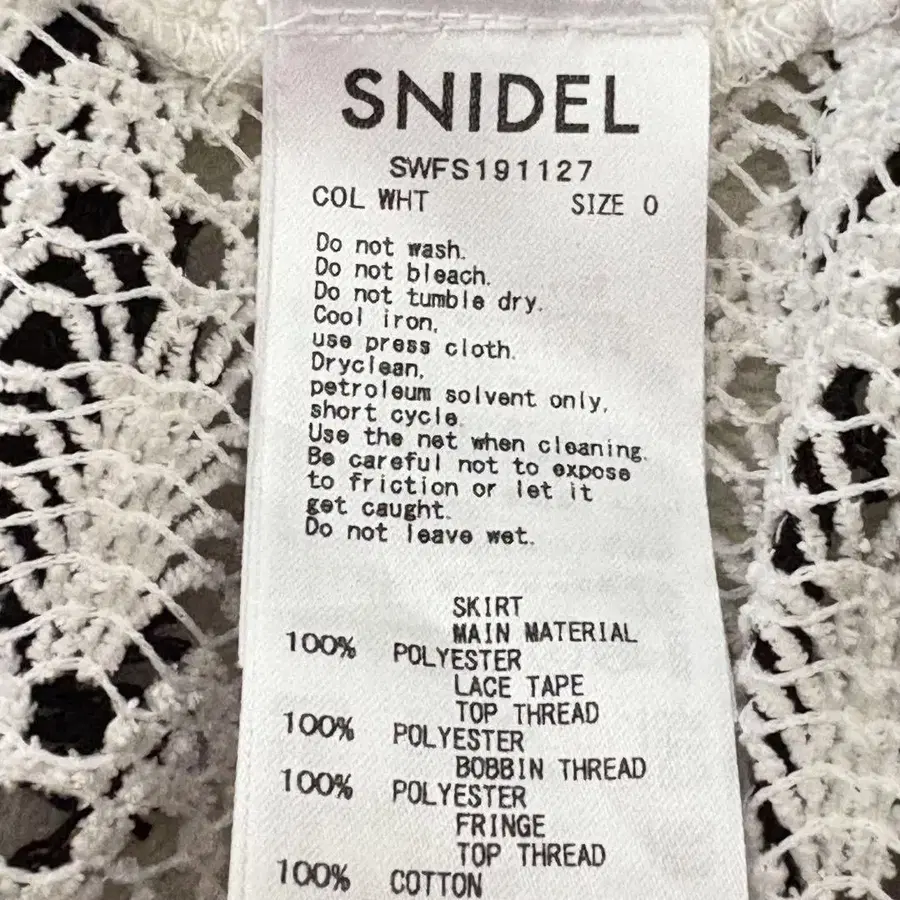 SNIDEL
SWFS191127
COL WHT SIZE 0
Do not wash.
Do not bleach.
Do not tumble dry.
Cool iron,
use press cloth.
Dryclean,
petroleum solvent only,
short cycle.
Use the net when cleaning.
Be careful not to expose
to friction or let it
get caught.
Do not leave wet.
SKIRT
MAIN MATERIAL
100% POLYESTER
LACE TAPE
TOP THREAD
100% POLYESTER
BOBBIN THREAD
100% POLYESTER
FRINGE
TOP THREAD
100% COTTON